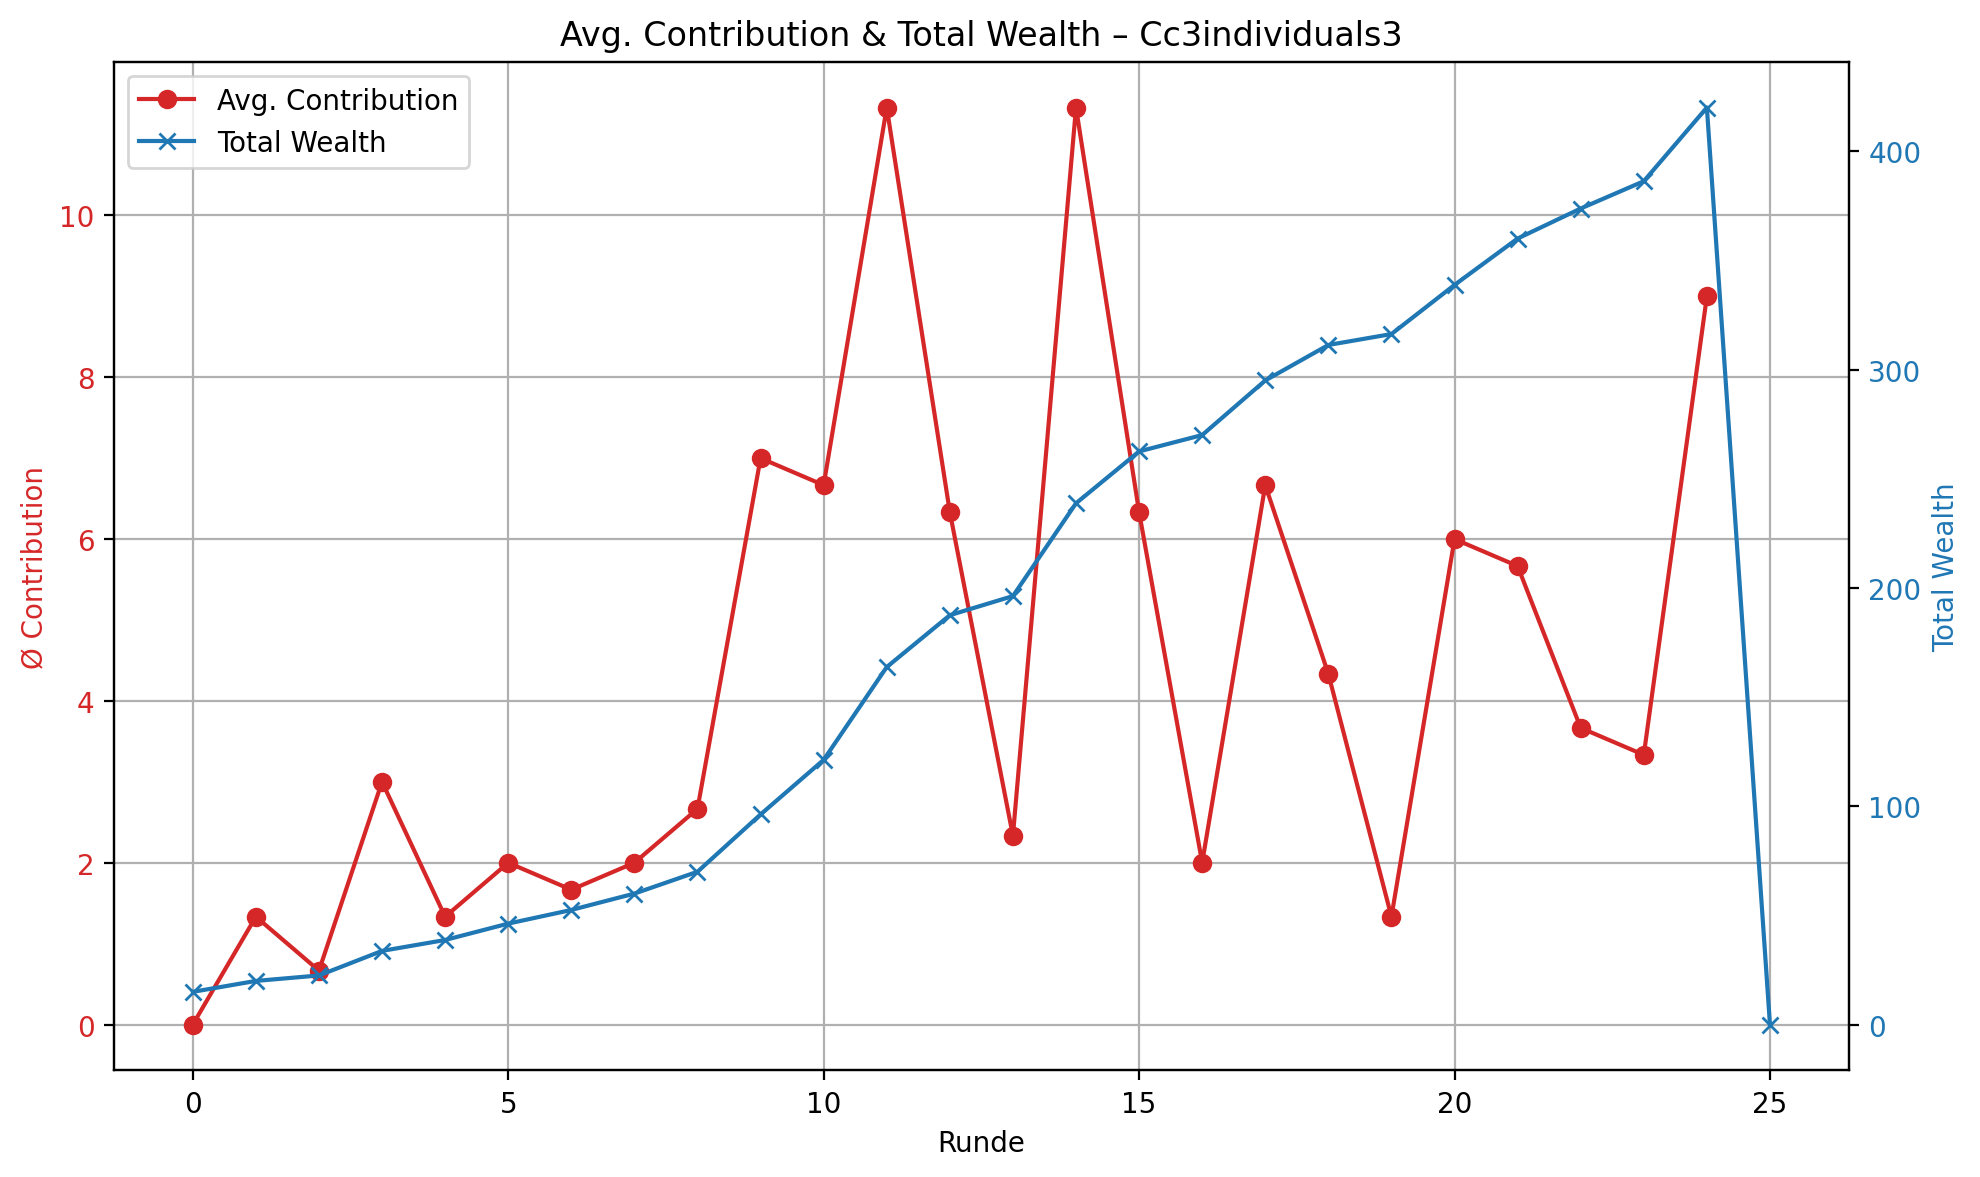 Avg. Contribution & Total Wealth – Cc3individuals3
Avg. Contribution
Total Wealth
10
8
6
4
2
0
Ø Contribution
400
300
200
100
0
Total Wealth
0 5 10 15 20 25
Runde